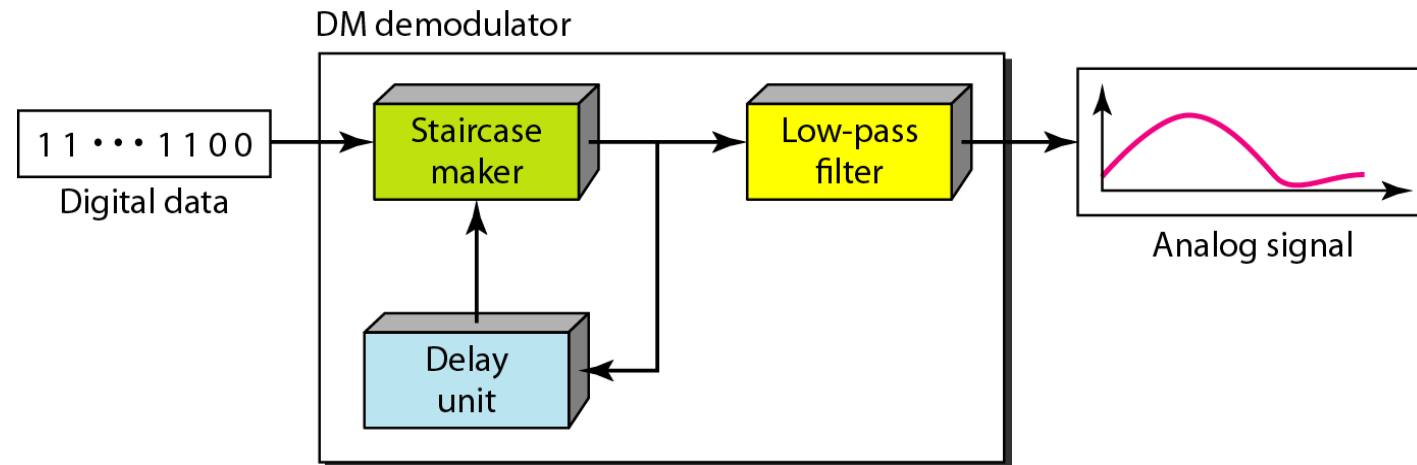 DM demodulator
1 1 • • • 1 1 0 0
Digital data
Staircase
maker
Low-pass
filter
Analog signal
Delay
unit